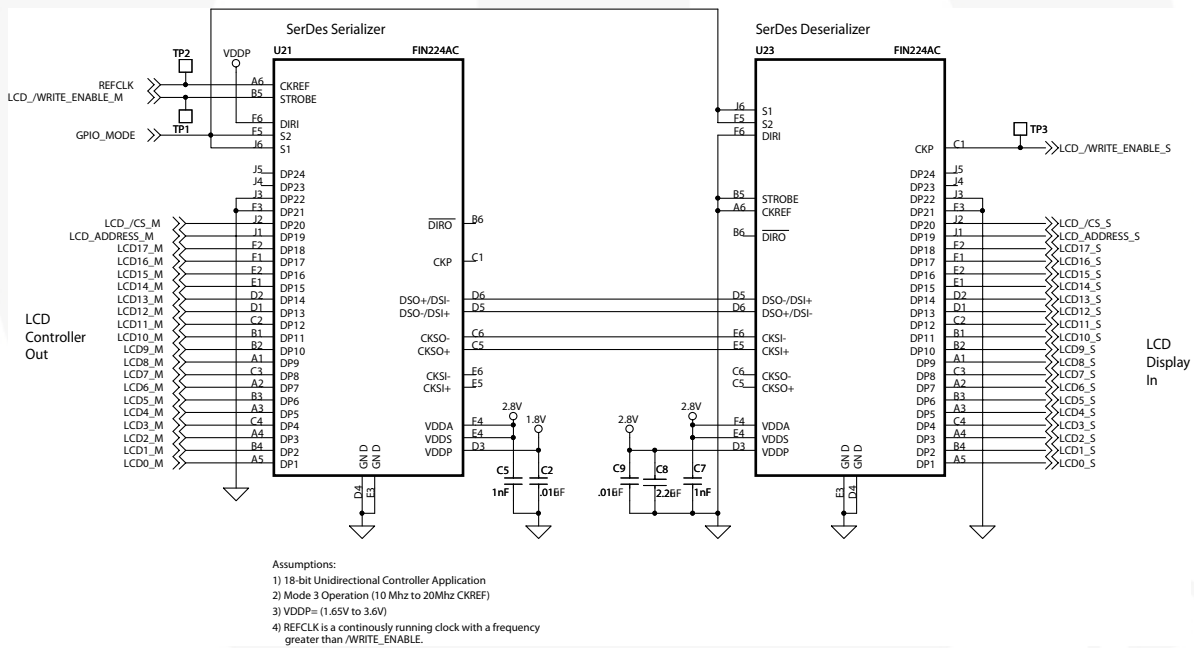 SerDes Serializer
U21 FIN224AC
TP2
VDDP
REFCLK
LCD_/WRITE_ENABLE_M
TP1
GPIO_MODE
A6 CKREF
B5 STROBE
F6 DIRI
F5 S2
J6 S1
J5 DP24
J4 DP23
J3 DP22
F3 DP21
LCD_/CS_M J2 DP20
LCD_ADDRESS_M J1 DP19
LCD17_M F2 DP18
LCD16_M F1 DP17
LCD15_M E2 DP16
LCD14_M E1 DP15
LCD13_M D2 DP14
LCD12_M D1 DP13
LCD11_M C2 DP12
LCD10_M B1 DP11
LCD9_M B2 DP10
LCD8_M A1 DP9
LCD7_M C3 DP8
LCD6_M A2 DP7
LCD5_M B3 DP6
LCD4_M A3 DP5
LCD3_M C4 DP4
LCD2_M A4 DP3
LCD1_M B4 DP2
LCD0_M A5 DP1
LCD
Controller
Out
DIRO B6
CKP C1
DSO+/DSI- D6
DSO-/DSI+ D5
CKSO- C6
CKSO+ C5
CKSI- E6
CKSI+ E5
VDDA F4
VDDS E4
VDDP D3
GND GND
D4 E3
2.8V
1.8V
C5
1nF
C2
SerDes Deserializer
U23 FIN224AC
J6 S1
F5 S2
F6 DIRI
B5 STROBE
A6 CKREF
B6 DIRO
D5 DSO-/DSI+
D6 DSO+/DSI-
E6 CKSI-
E5 CKSI+
C6 CKSO-
C5 CKSO+
F4 VDDA
E4 VDDS
D3 VDDP
2.8V
2.8V
C9
C8
C7
1nF
GND GND
E3 D4
TP3
CKP C1 LCD_/WRITE_ENABLE_S
DP24 J5
DP23 J4
DP22 J3
DP21 F3
DP20 J2 LCD_/CS_S
DP19 J1 LCD_ADDRESS_S
DP18 F2 LCD17_S
DP17 F1 LCD16_S
DP16 E2 LCD15_S
DP15 E1 LCD14_S
DP14 D2 LCD13_S
DP13 D1 LCD12_S
DP12 C2 LCD11_S
DP11 B1 LCD10_S
DP10 B2 LCD9_S
DP9 A1 LCD8_S
DP8 C3 LCD7_S
DP7 A2 LCD6_S
DP6 B3 LCD5_S
DP5 A3 LCD4_S
DP4 C4 LCD3_S
DP3 A4 LCD2_S
DP2 B4 LCD1_S
DP1 A5 LCD0_S
LCD
Display
In
Assumptions:
1) 18-bit Unidirectional Controller Application
2) Mode 3 Operation (10 Mhz to 20Mhz CKREF)
3) VDDP= (1.65V to 3.6V)
4) REFCLK is a continously running clock with a frequency
greater than /WRITE_ENABLE.